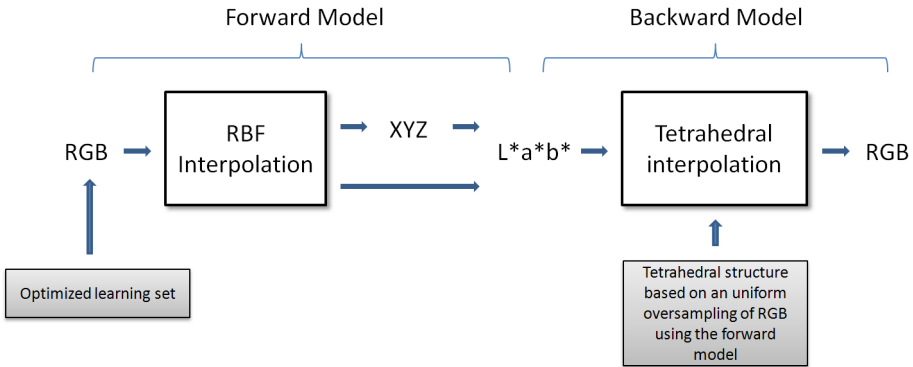 Forward Model
Backward Model
RGB
RBF
Interpolation
XYZ
L*a*b*
Tetrahedral
interpolation
RGB
Optimized learning set
Tetrahedral structure
based on an uniform
oversampling of RGB
using the forward
model